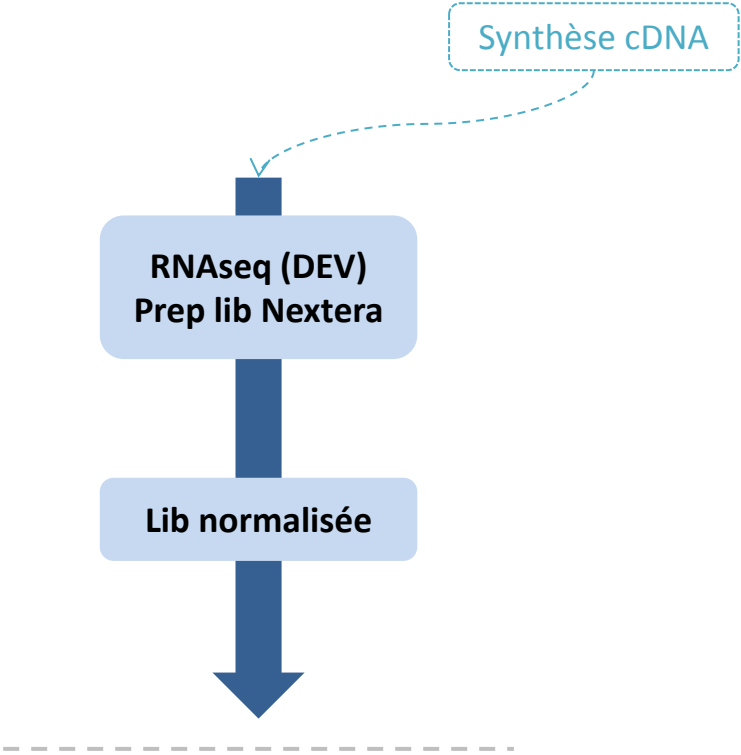 Synthèse cDNA
RNAseq (DEV)
Prep lib Nextera
Lib normalisée